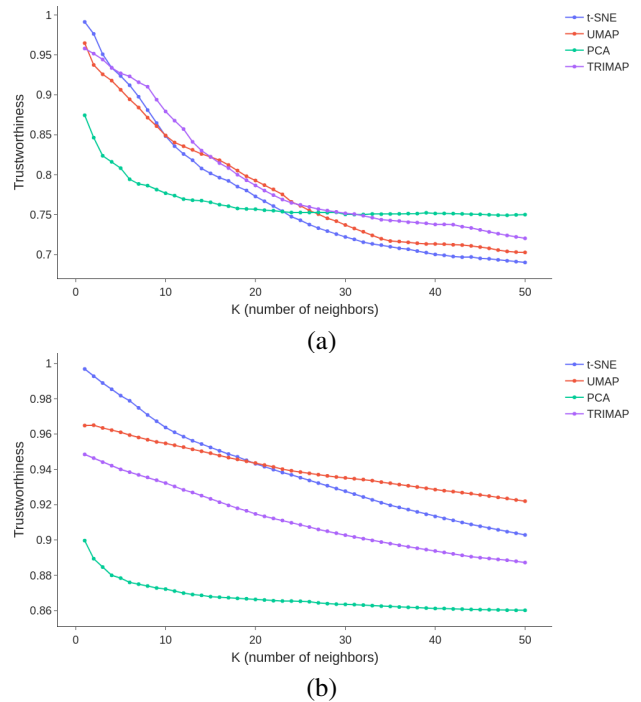 1
0.95
0.9
0.85
0.8
0.75
0.7
Trustworthiness
0
10
20
30
40
50
K (number of neighbors)
t-SNE
UMAP
PCA
TRIMAP
(a)
1
0.98
0.96
0.94
0.92
0.9
0.88
0.86
Trustworthiness
0
10
20
30
40
50
K (number of neighbors)
t-SNE
UMAP
PCA
TRIMAP
(b)